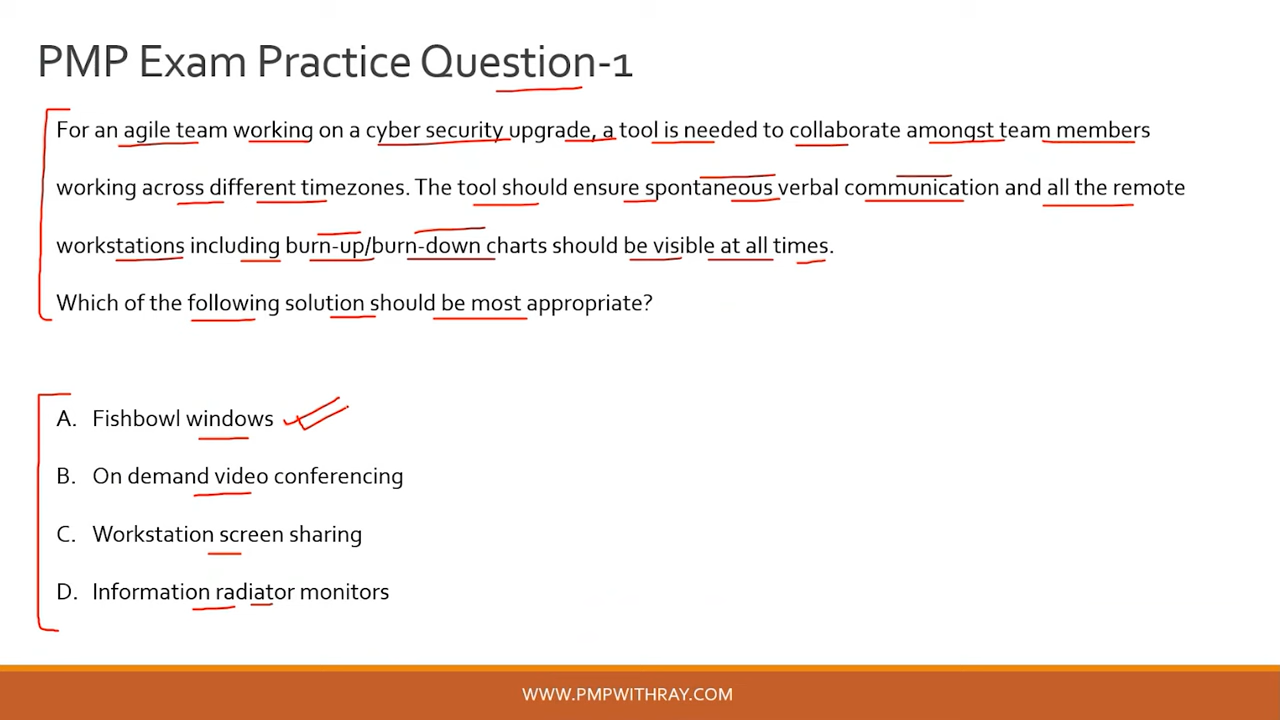 PMP Exam Practice Question-1
For an agile team working on a cyber security upgrade, a tool is needed to collaborate amongst team members
working across different timezones. The tool should ensure spontaneous verbal communication and all the remote
workstations including burn-up/burn-down charts should be visible at all times.
Which of the following solution should be most appropriate?
A. Fishbowl windows
B. On demand video conferencing
C. Workstation screen sharing
D. Information radiator monitors
WWW.PMPWITHRAY.COM